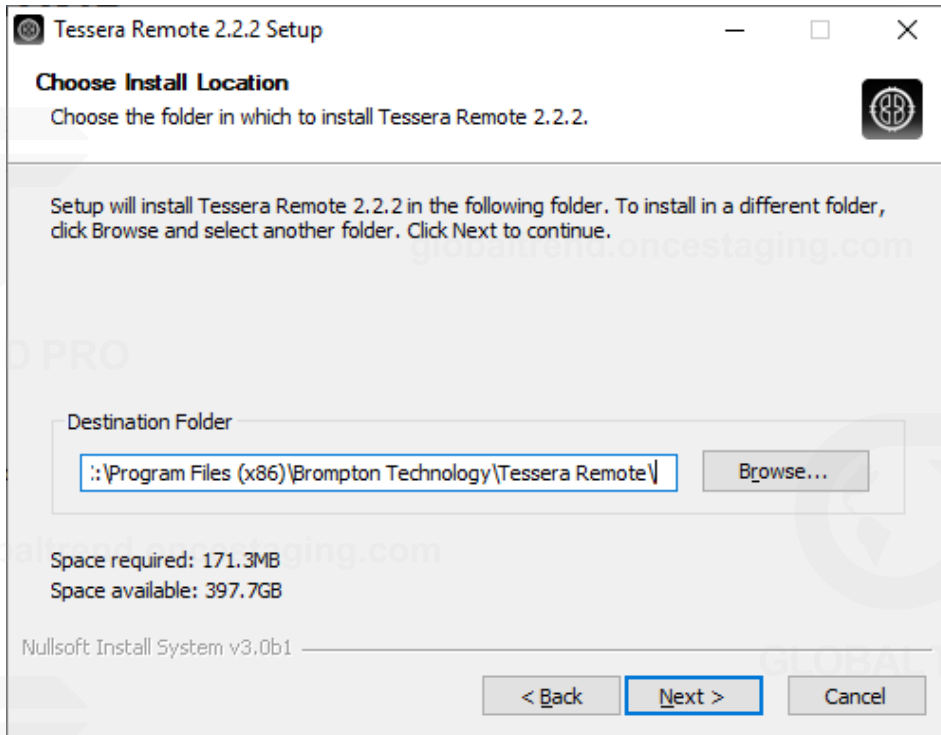 Tessera Remote 2.2.2 Setup
Choose Install Location
Choose the folder in which to install Tessera Remote 2.2.2.
Setup will install Tessera Remote 2.2.2 in the following folder. To install in a different folder,
click Browse and select another folder. Click Next to continue.
globaltrend.oncestaging.com
D PRO
Destination Folder
:\Program Files (x86)\Brompton Technology\Tessera Remote\
Browse...
baltrend.oncestaging.com
Space required: 171.3MB
Space available: 397.7GB
Nullsoft Install System v3.0b1
GLOBAL T
< Back
Next >
Cancel